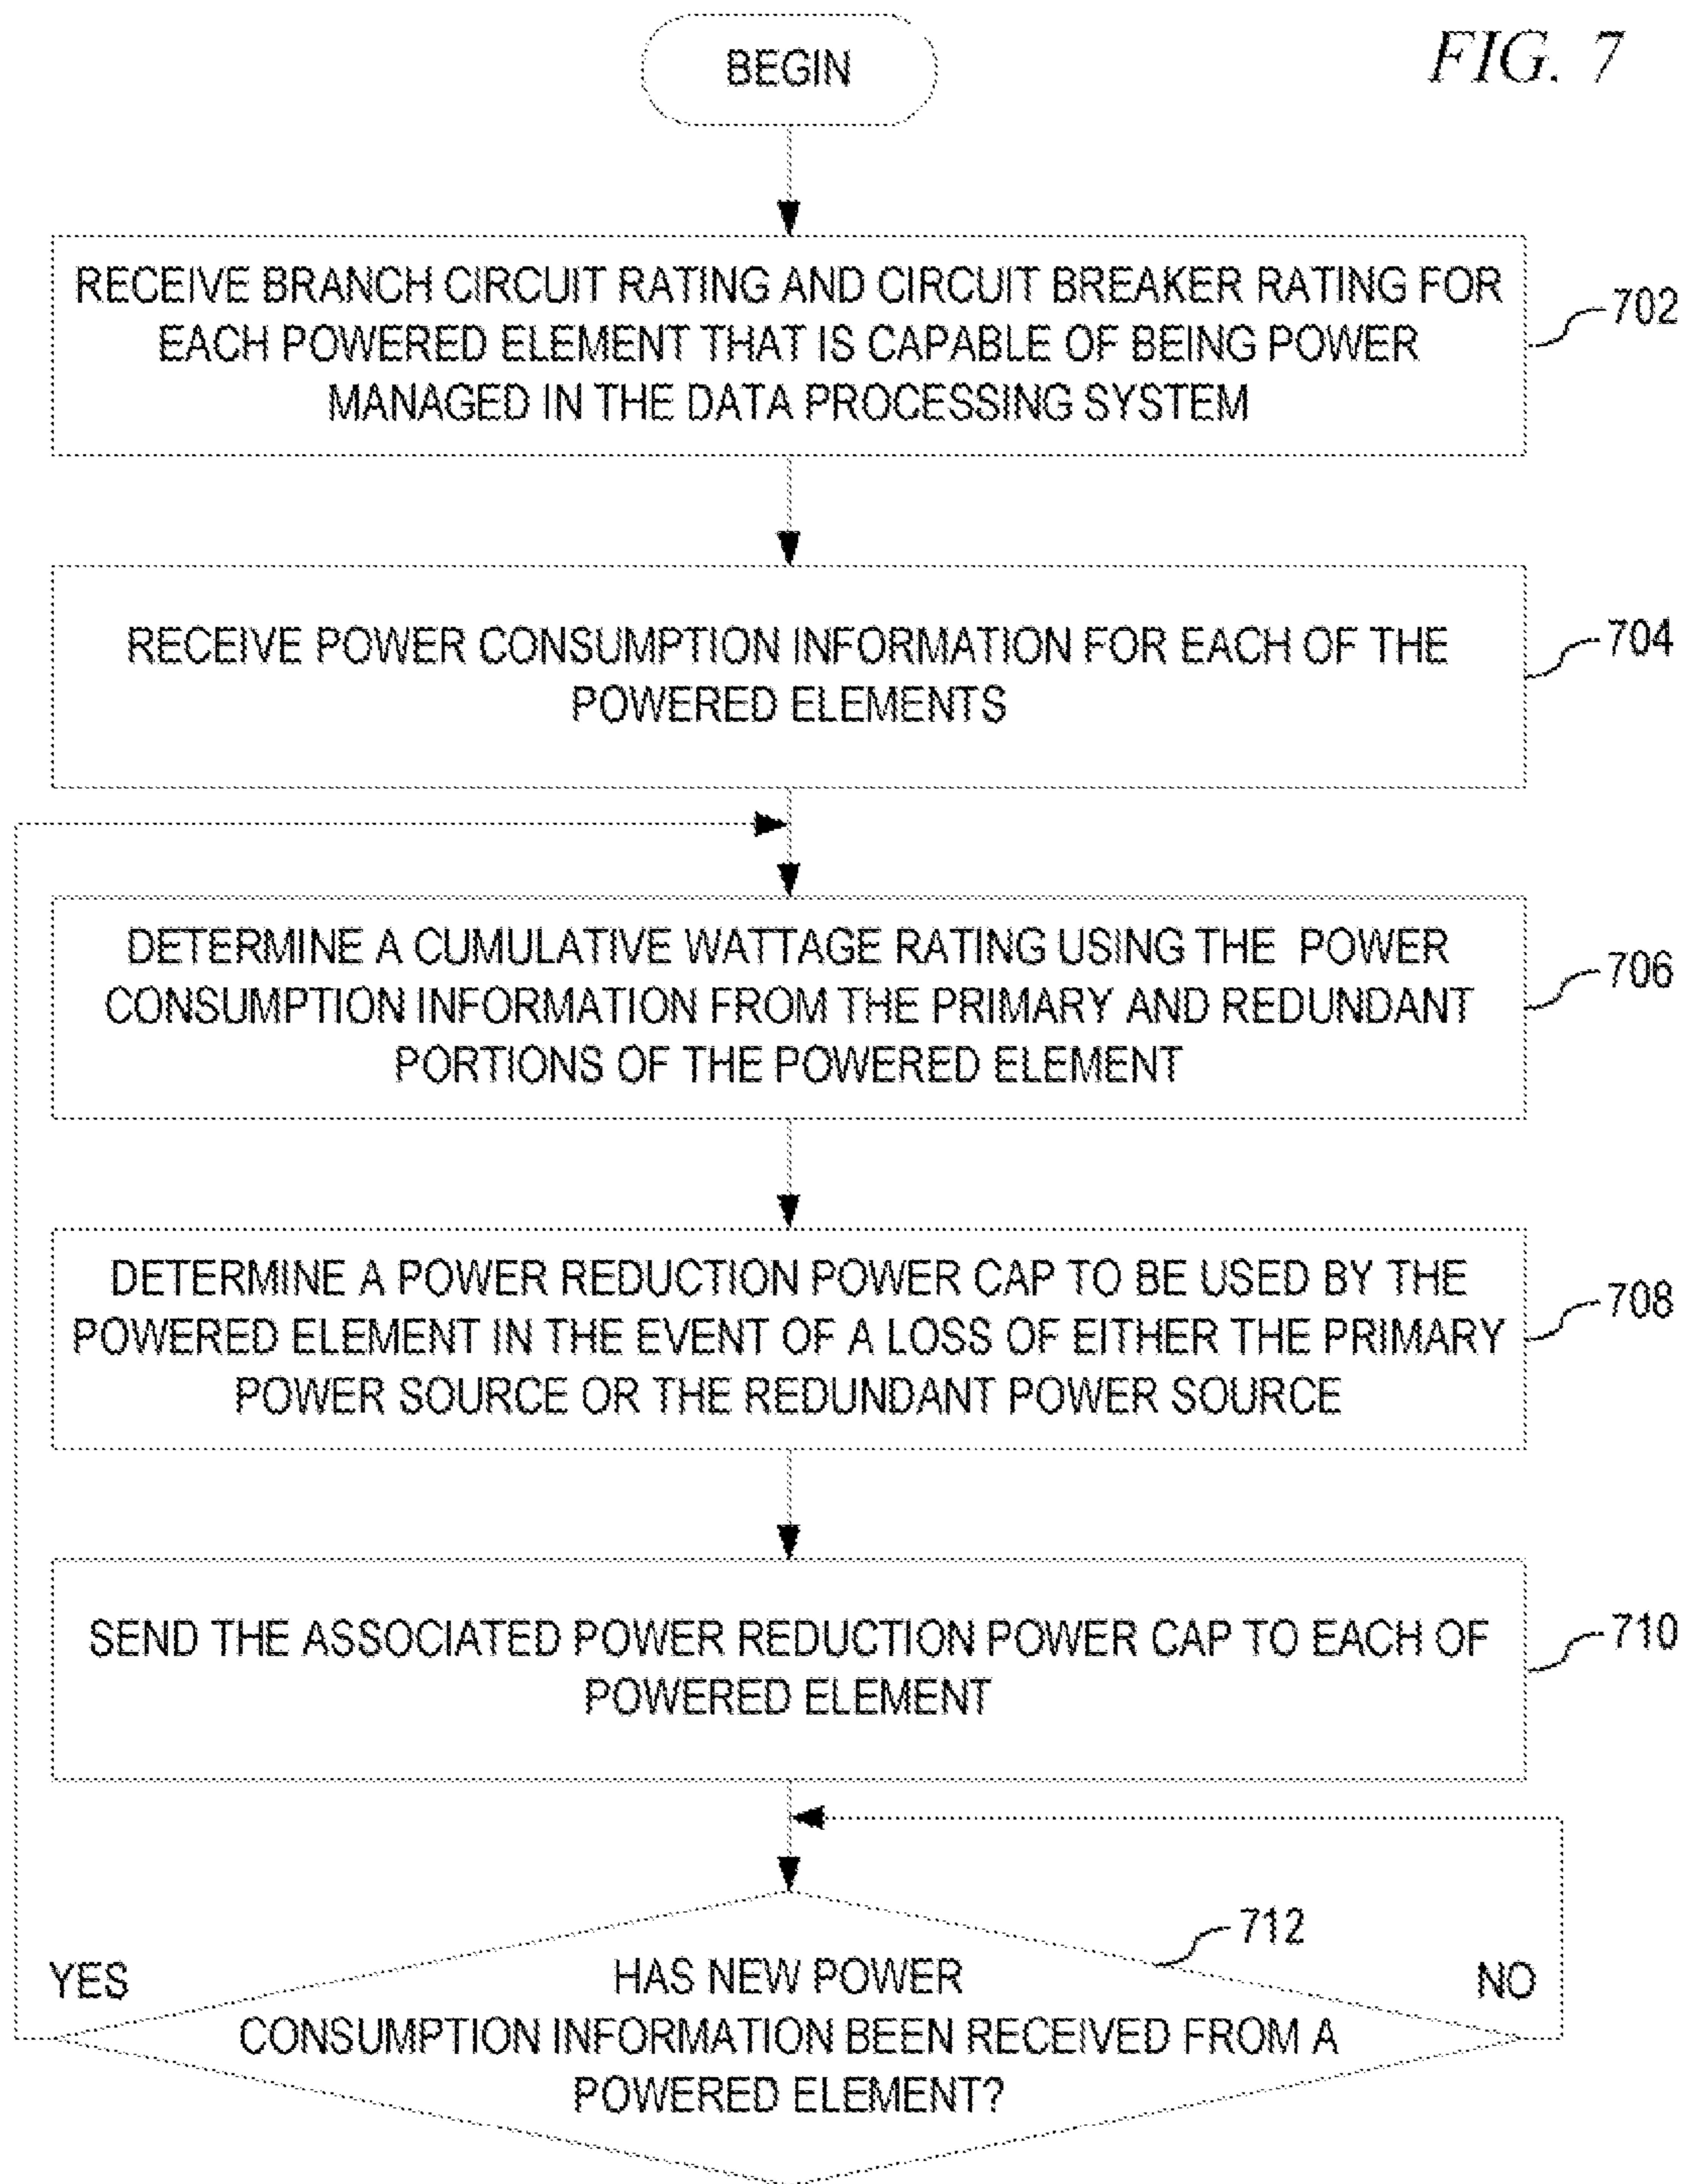 FIG. 7
BEGIN
RECEIVE BRANCH CIRCUIT RATING AND CIRCUIT BREAKER RATING FOR
EACH POWERED ELEMENT THAT IS CAPABLE OF BEING POWER
MANAGED IN THE DATA PROCESSING SYSTEM
702
RECEIVE POWER CONSUMPTION INFORMATION FOR EACH OF THE
POWERED ELEMENTS
704
DETERMINE A CUMULATIVE WATTAGE RATING USING THE POWER
CONSUMPTION INFORMATION FROM THE PRIMARY AND REDUNDANT
PORTIONS OF THE POWERED ELEMENT
706
DETERMINE A POWER REDUCTION POWER CAP TO BE USED BY THE
POWERED ELEMENT IN THE EVENT OF A LOSS OF EITHER THE PRIMARY
POWER SOURCE OR THE REDUNDANT POWER SOURCE
708
SEND THE ASSOCIATED POWER REDUCTION POWER CAP TO EACH OF
POWERED ELEMENT
710
712
YES
HAS NEW POWER
CONSUMPTION INFORMATION BEEN RECEIVED FROM A
POWERED ELEMENT?
NO